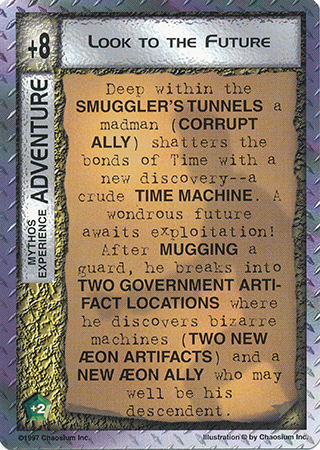 +8
LOOK TO THE FUTURE
MYTHOS EXPERIENCE
ADVENTURE
Deep within the
SMUGGLER'S TUNNELS a
madman (CORRUPT
ALLY) shatters the
bonds of Time with a
new discovery--a
crude TIME MACHINE. A
wondrous future
awaits exploitation!
After MUGGING a
guard, he breaks into
TWO GOVERNMENT ARTI-
FACT LOCATIONS where
he discovers bizarre
machines (TWO NEW
ÆON ARTIFACTS) and a
NEW ÆON ALLY who may
well be his
descendent.
+2
©1997 Chaosium Inc.
Illustration © by Chaosium Inc.